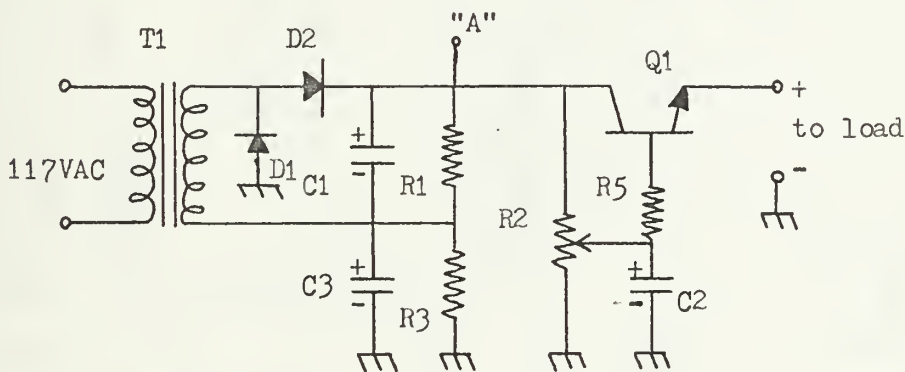 "A"
T1
D2
Q1
+
to load
-
117VAC
D1
+
-
C1
R1
R2
R5
+
-
C3
R3
+
-
C2